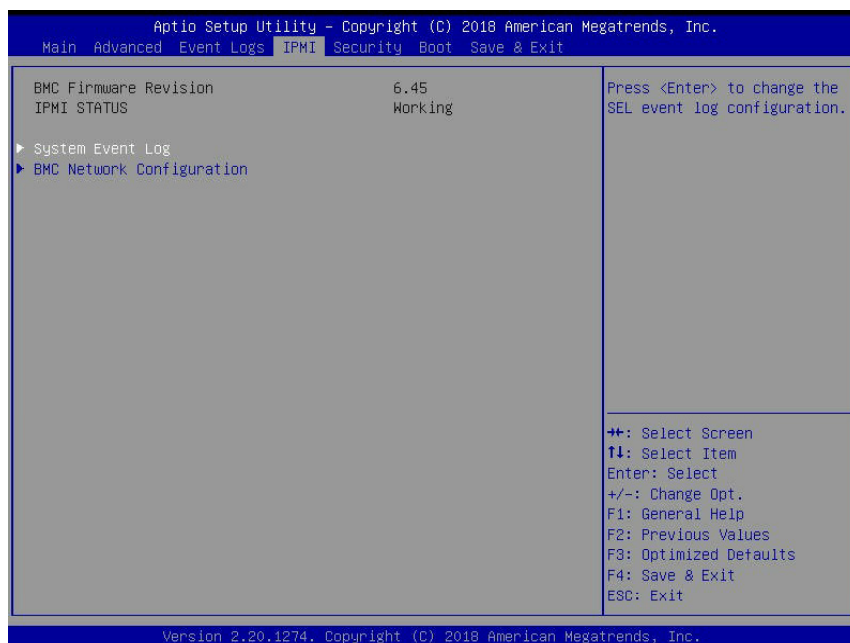 Aptio Setup Utility – Copyright (C) 2018 American Megatrends, Inc.
Main Advanced Event Logs IPMI Security Boot Save & Exit
BMC Firmware Revision 6.45
IPMI STATUS Working
▶ System Event Log
▶ BMC Network Configuration
Press <Enter> to change the
SEL event log configuration.
→←: Select Screen
↑↓: Select Item
Enter: Select
+/-: Change Opt.
F1: General Help
F2: Previous Values
F3: Optimized Defaults
F4: Save & Exit
ESC: Exit
Version 2.20.1274. Copyright (C) 2018 American Megatrends, Inc.